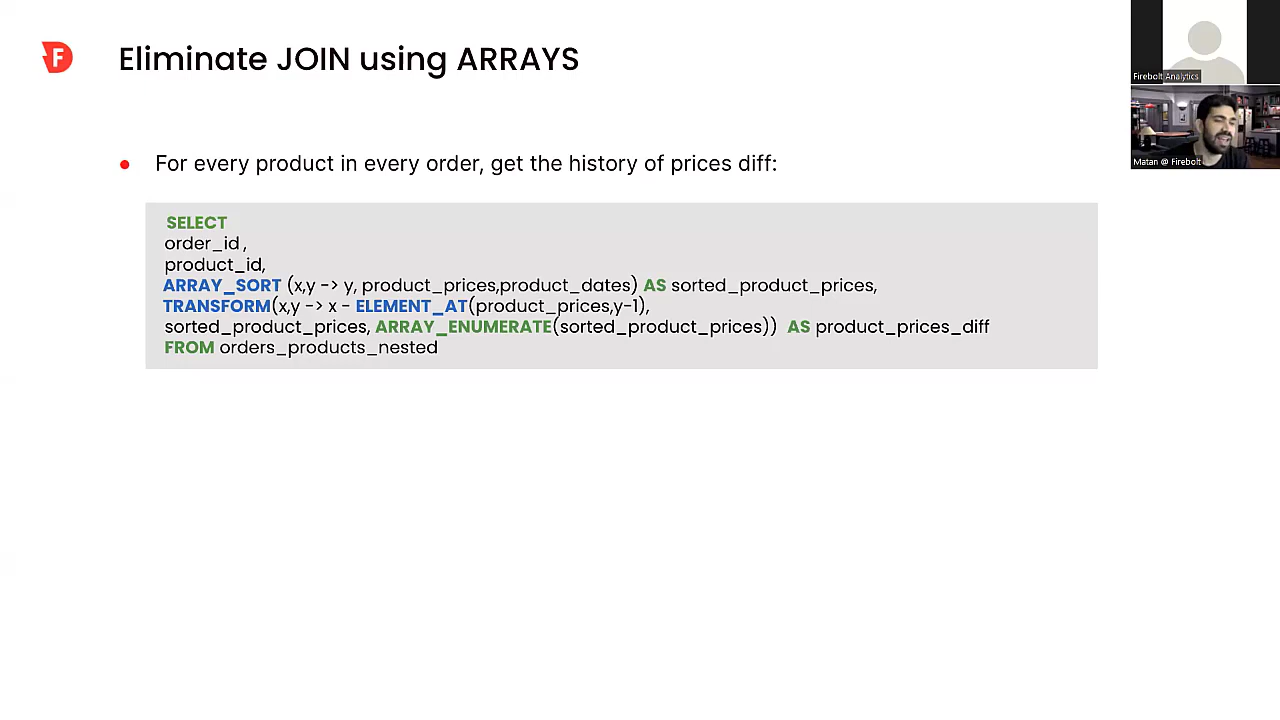 F
Eliminate JOIN using ARRAYS
Firebolt Analytics
Matan @ Firebolt
● For every product in every order, get the history of prices diff:
SELECT
order_id ,
product_id,
ARRAY_SORT (x,y -> y, product_prices,product_dates) AS sorted_product_prices,
TRANSFORM(x,y -> x - ELEMENT_AT(product_prices,y-1),
sorted_product_prices, ARRAY_ENUMERATE(sorted_product_prices)) AS product_prices_diff
FROM orders_products_nested